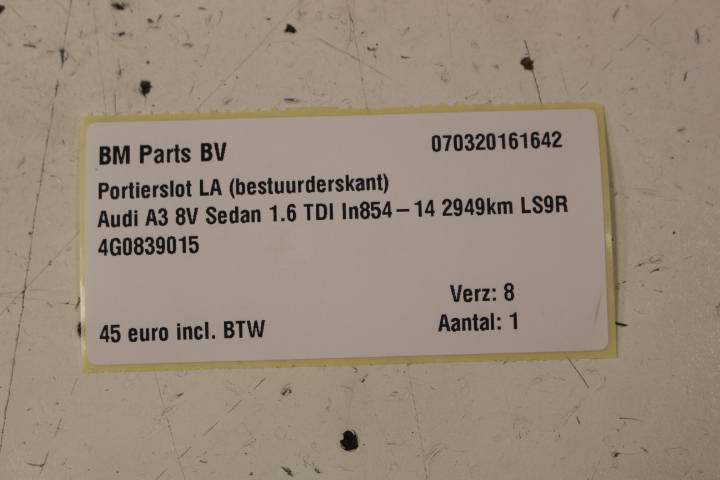 BM Parts BV 070320161642
Portierslot LA (bestuurderskant)
Audi A3 8V Sedan 1.6 TDI In854-14 2949km LS9R
4G0839015
Verz: 8
45 euro incl. BTW Aantal: 1